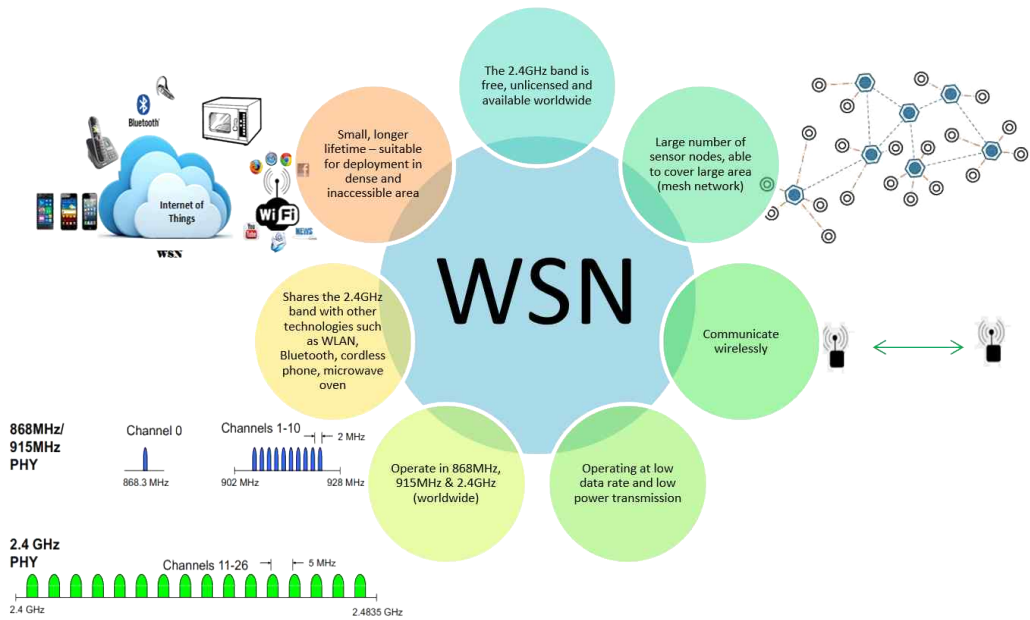 The 2.4GHz band is
free, unlicensed and
available worldwide
Large number of
sensor nodes, able
to cover large area
(mesh network)
Communicate
wirelessly
Operating at low
data rate and low
power transmission
Operate in 868MHz,
915MHz & 2.4GHz
(worldwide)
Shares the 2.4GHz
band with other
technologies such
as WLAN,
Bluetooth, cordless
phone, microwave
oven
Small, longer
lifetime – suitable
for deployment in
dense and
inaccessible area
WSN
Bluetooth
Internet of
Things
WSN
Wi Fi
You
Tube
NEWS
868MHz/
915MHz
PHY
Channel 0
868.3 MHz
Channels 1-10
2 MHz
902 MHz
928 MHz
2.4 GHz
PHY
Channels 11-26
5 MHz
2.4 GHz
2.4835 GHz